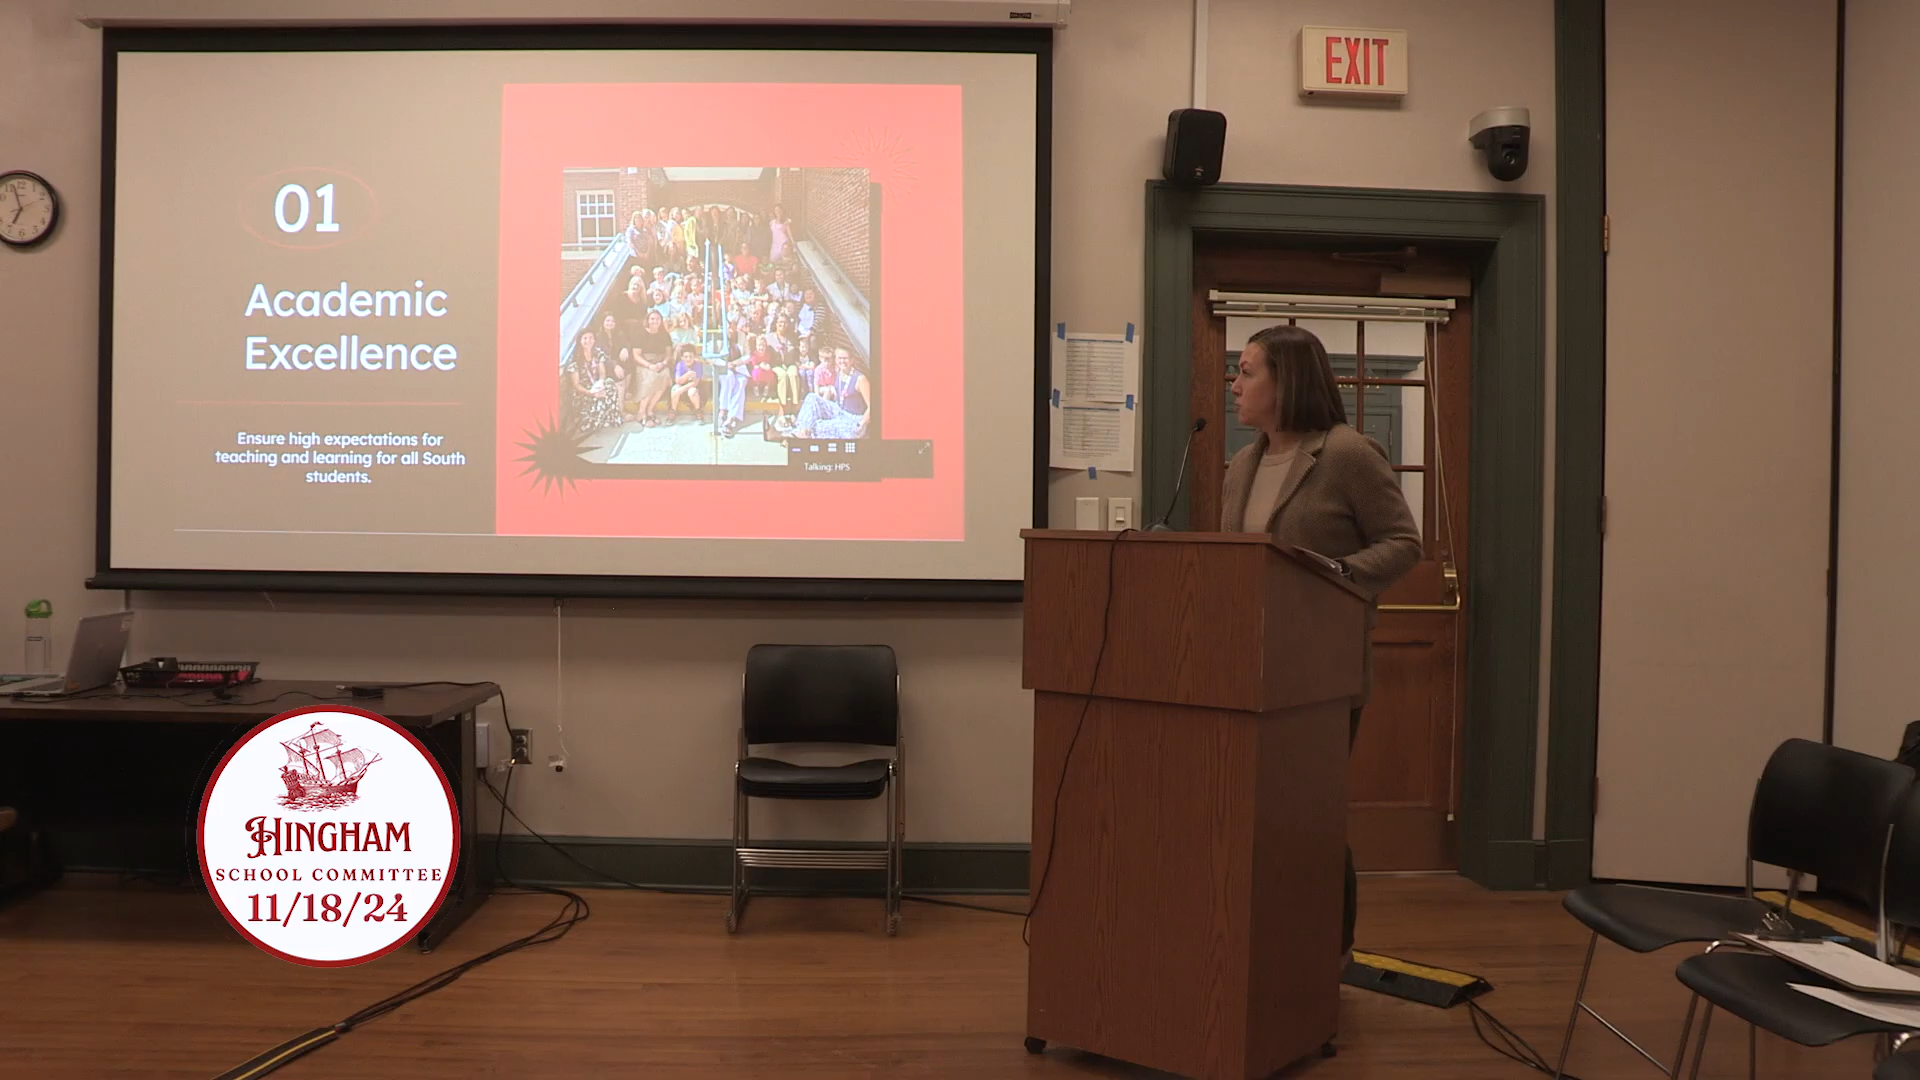 EXIT
01
Academic
Excellence
Ensure high expectations for
teaching and learning for all South
students.
Talking: HPS
HINGHAM
SCHOOL COMMITTEE
11/18/24